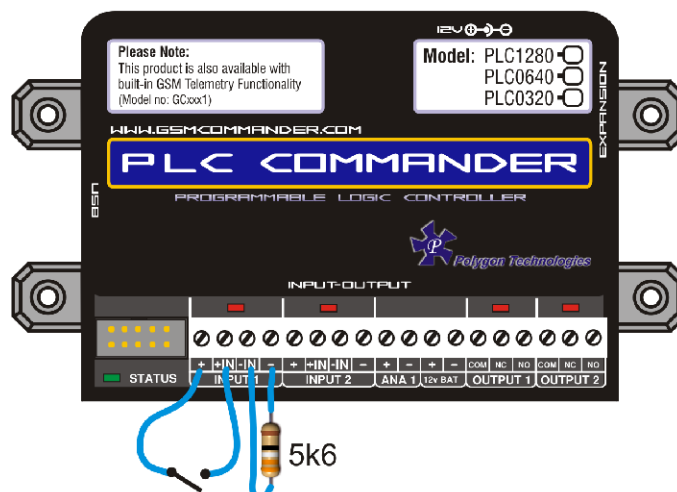 12V
Please Note:
This product is also available with
built-in GSM Telemetry Functionality
(Model no: GCxxx1)
Model: PLC1280
PLC0640
PLC0320
EXPANSION
WWW.GSMCOMMANDER.COM
PLC COMMANDER
USB
PROGRAMMABLE LOGIC CONTROLLER
P
Polygon Technologies
INPUT-OUTPUT
+ +IN -IN - + +IN -IN - + - + - COM NC NO COM NC NO
STATUS INPUT 1 INPUT 2 ANA 1 12v BAT OUTPUT 1 OUTPUT 2
5k6